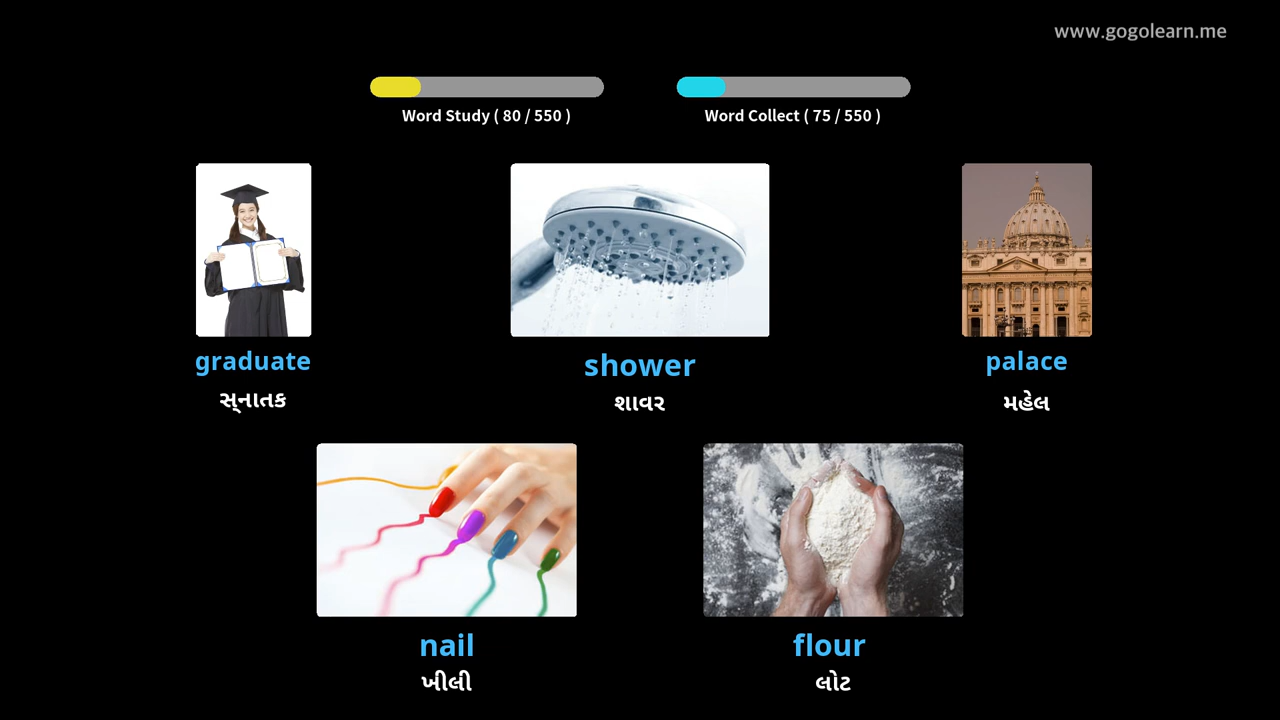 www.gogolearn.me
Word Study ( 80 / 550 )
Word Collect ( 75 / 550 )
graduate
સ્નાતક
shower
શાવર
palace
મહેલ
nail
ખીલી
flour
લોટ